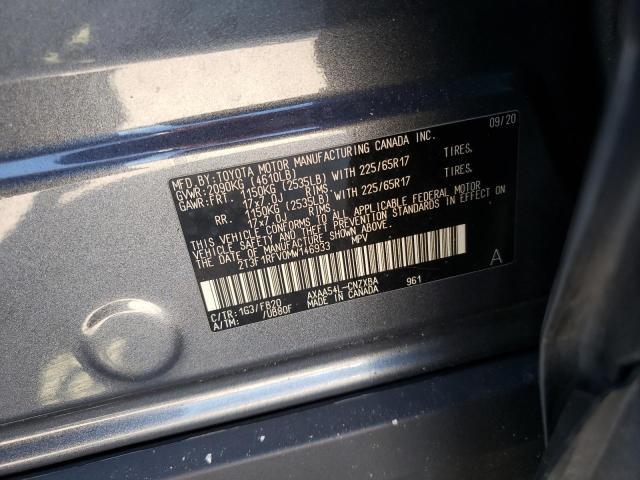 MFD.BY:TOYOTA MOTOR MANUFACTURING CANADA INC. 09/20
GVWR:2090KG (4610LB)
GAWR:FRT. 1150KG (2535LB) WITH 225/65R17 TIRES.
17x7.0J RIMS.
RR. 1150KG (2535LB) WITH 225/65R17 TIRES.
17x7.0J RIMS.
THIS VEHICLE CONFORMS TO ALL APPLICABLE FEDERAL MOTOR
VEHICLE SAFETY AND THEFT PREVENTION STANDARDS IN EFFECT ON
THE DATE OF MANUFACTURE SHOWN ABOVE.
2T3F1RFV0MW146933 MPV
A
C/TR: 1G3/FB20 AXAA54L-CNZXBA 961
A/TM: /UB80F MADE IN CANADA